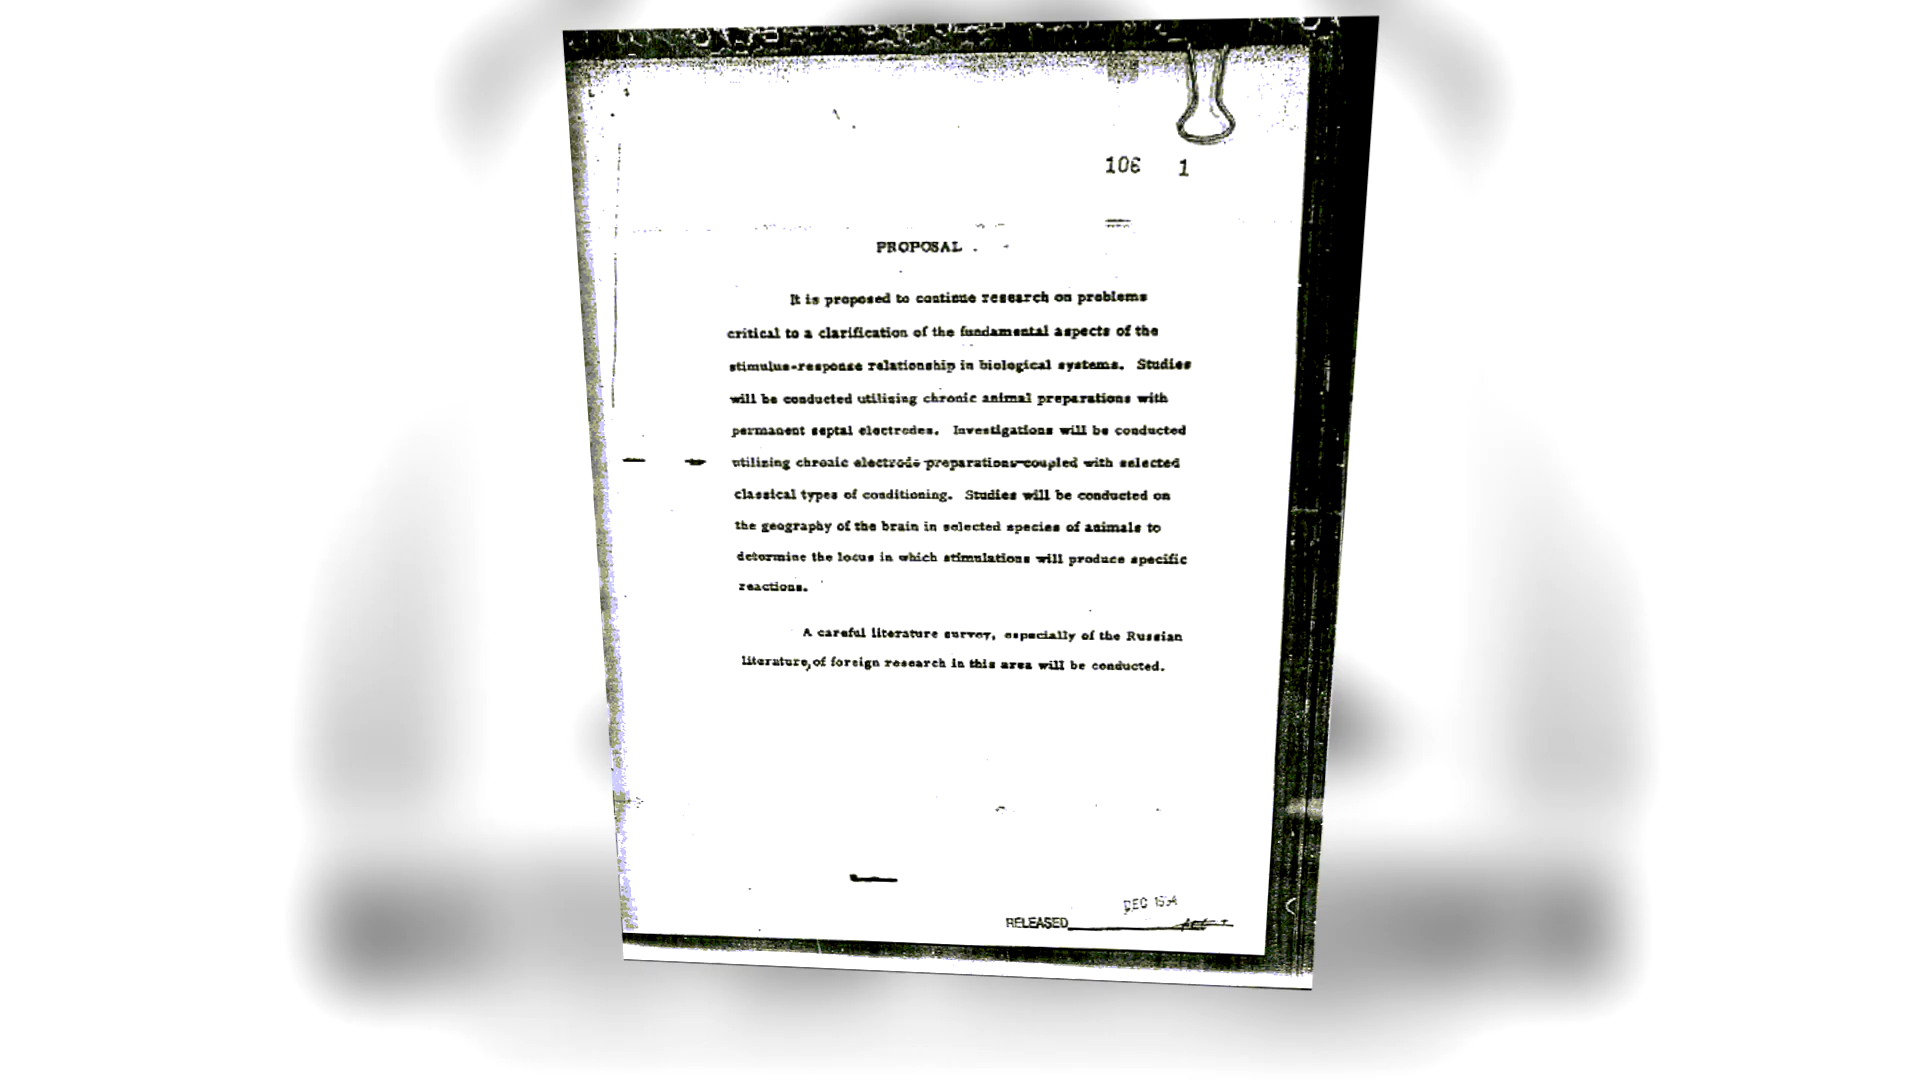 106 1
PROPOSAL
It is proposed to continue research on problems
critical to a clarification of the fundamental aspects of the
stimulus-response relationship in biological systems. Studies
will be conducted utilizing chronic animal preparations with
permanent septal electrodes. Investigations will be conducted
utilizing chronic electrode preparations coupled with selected
classical types of conditioning. Studies will be conducted on
the geography of the brain in selected species of animals to
determine the locus in which stimulations will produce specific
reactions.
A careful literature survey, especially of the Russian
literature, of foreign research in this area will be conducted.
DEC
RELEASED